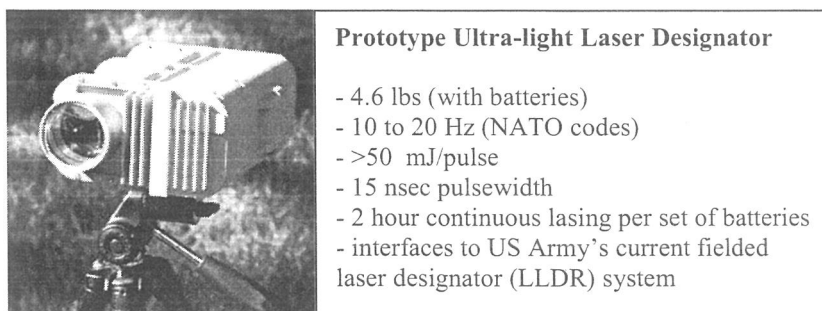 Prototype Ultra-light Laser Designator
- 4.6 lbs (with batteries)
- 10 to 20 Hz (NATO codes)
- >50 mJ/pulse
- 15 nsec pulsewidth
- 2 hour continuous lasing per set of batteries
- interfaces to US Army's current fielded
laser designator (LLDR) system